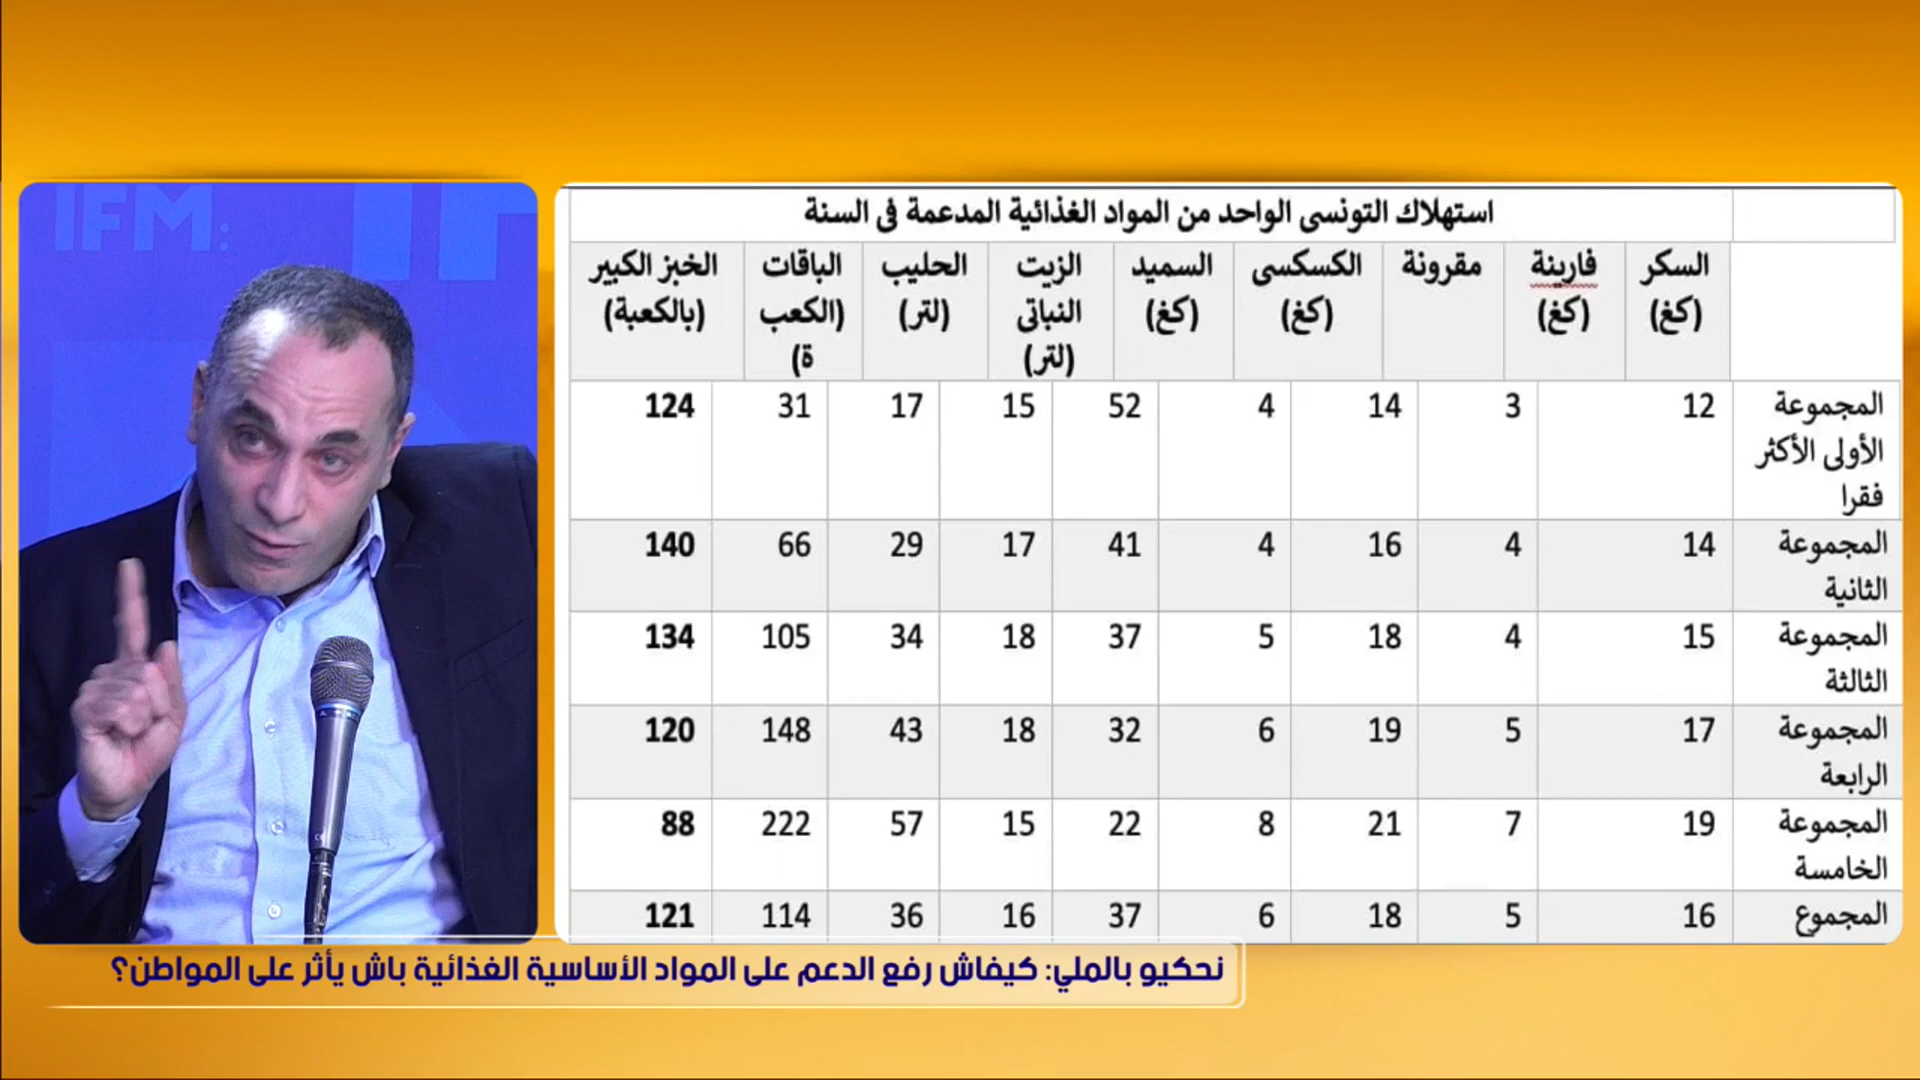 IFM:
استهلاك التونسي الواحد من المواد الغذائية المدعمة في السنة
السكر (كغ) فارينة (كغ) مقرونة الكسكسي (كغ) السميد (كغ) الزيت النباتي (لتر) الحليب (لتر) الباقات (الكعب ة) الخبز الكبير (بالكعبة)
المجموعة الأولى الأكثر فقرا 12 3 14 4 52 15 17 31 124
المجموعة الثانية 14 4 16 4 41 17 29 66 140
المجموعة الثالثة 15 4 18 5 37 18 34 105 134
المجموعة الرابعة 17 5 19 6 32 18 43 148 120
المجموعة الخامسة 19 7 21 8 22 15 57 222 88
المجموع 16 5 18 6 37 16 36 114 121
نحكيو بالملي: كيفاش رفع الدعم على المواد الأساسية الغذائية باش يأثر على المواطن؟